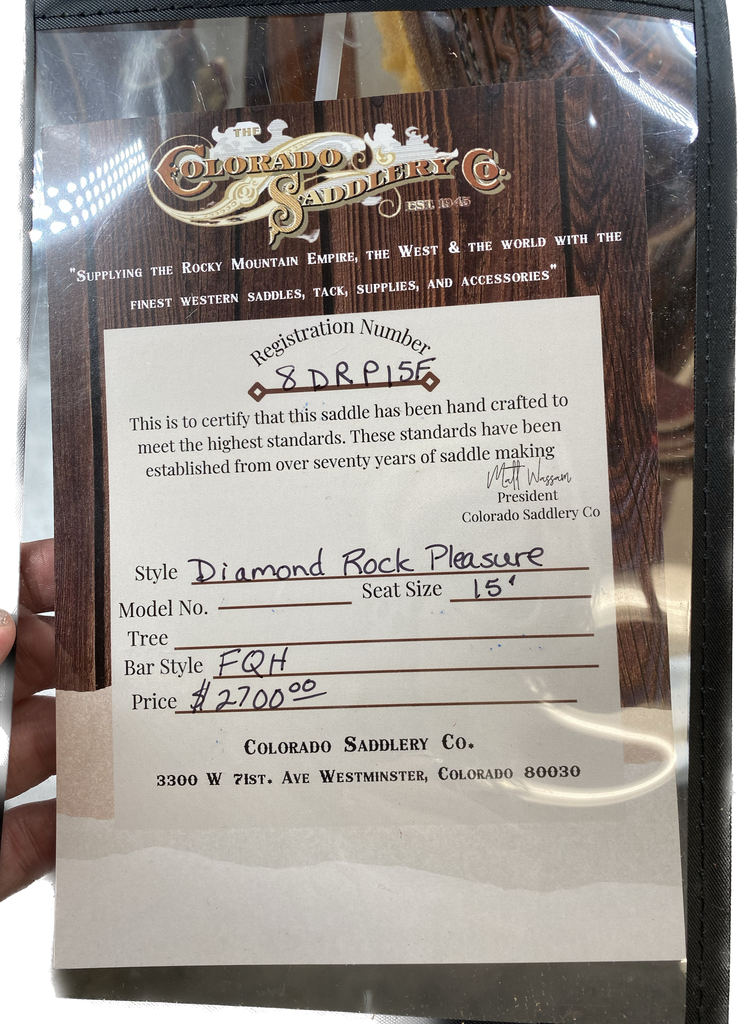 THE
COLORADO
SADDLERY CO.
EST. 1945
"SUPPLYING THE ROCKY MOUNTAIN EMPIRE, THE WEST & THE WORLD WITH THE
FINEST WESTERN SADDLES, TACK, SUPPLIES, AND ACCESSORIES"
Registration Number
8DRP15F
This is to certify that this saddle has been hand crafted to
meet the highest standards. These standards have been
established from over seventy years of saddle making
Matt Wassam
President
Colorado Saddlery Co
Style Diamond Rock Pleasure
Model No. Seat Size 15'
Tree
Bar Style FQH
Price $2700⁰⁰
COLORADO SADDLERY CO.
3300 W 71ST. AVE WESTMINSTER, COLORADO 80030